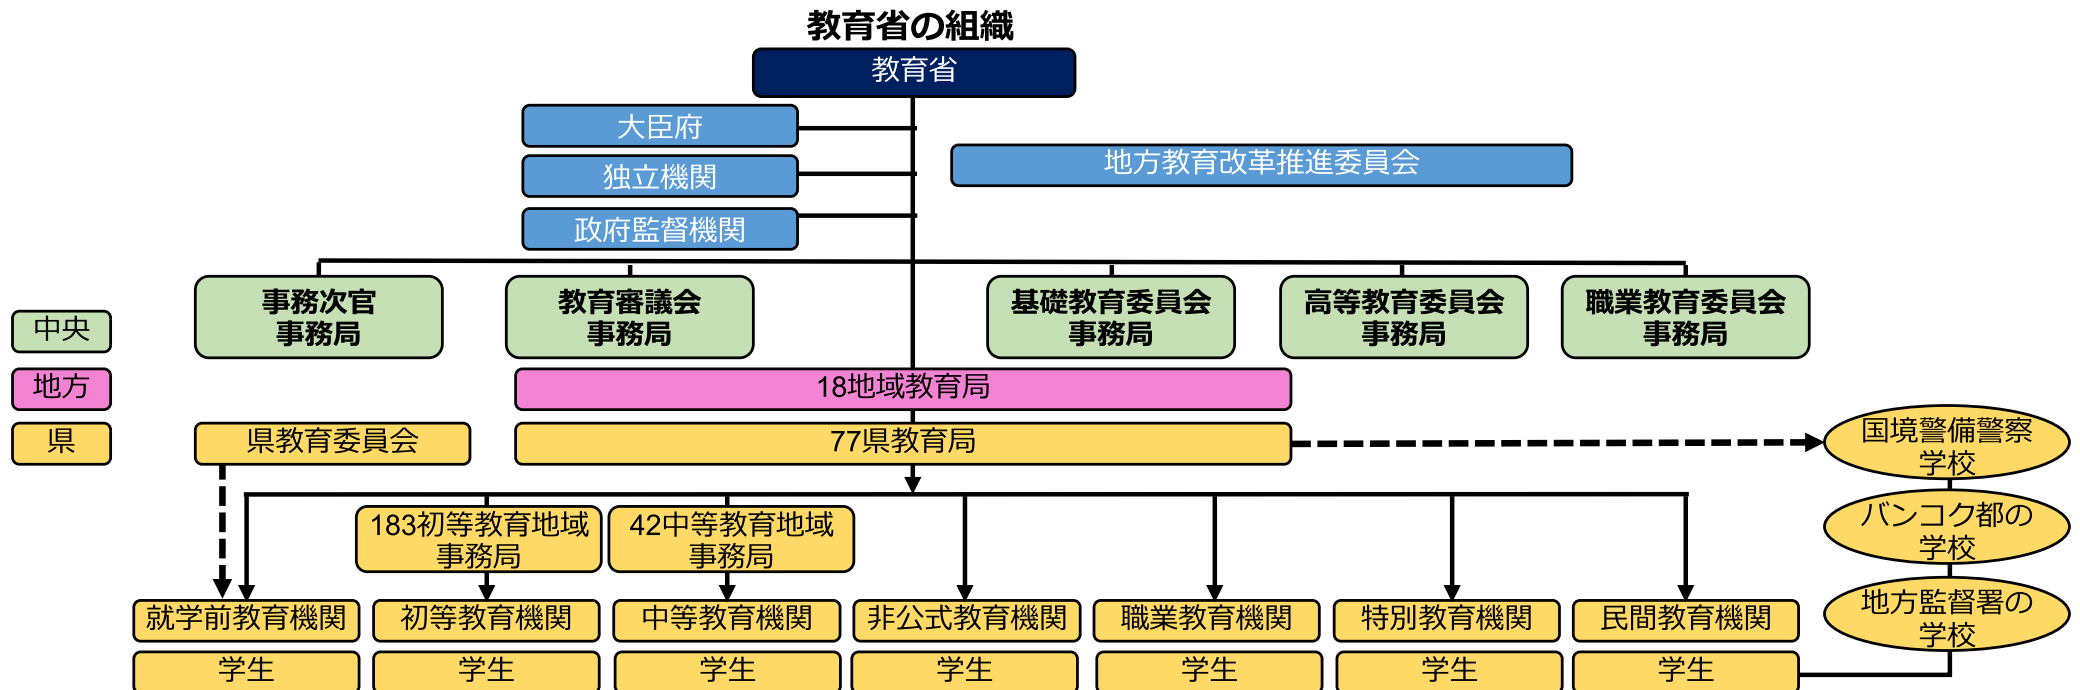 教育省の組織
教育省
大臣府
独立機関
政府監督機関
地方教育改革推進委員会
事務次官
事務局
教育審議会
事務局
基礎教育委員会
事務局
高等教育委員会
事務局
職業教育委員会
事務局
中央
地方
18地域教育局
県
県教育委員会
77県教育局
国境警備警察
学校
バンコク都の
学校
地方監督署の
学校
183初等教育地域
事務局
42中等教育地域
事務局
就学前教育機関
初等教育機関
中等教育機関
非公式教育機関
職業教育機関
特別教育機関
民間教育機関
学生
学生
学生
学生
学生
学生
学生